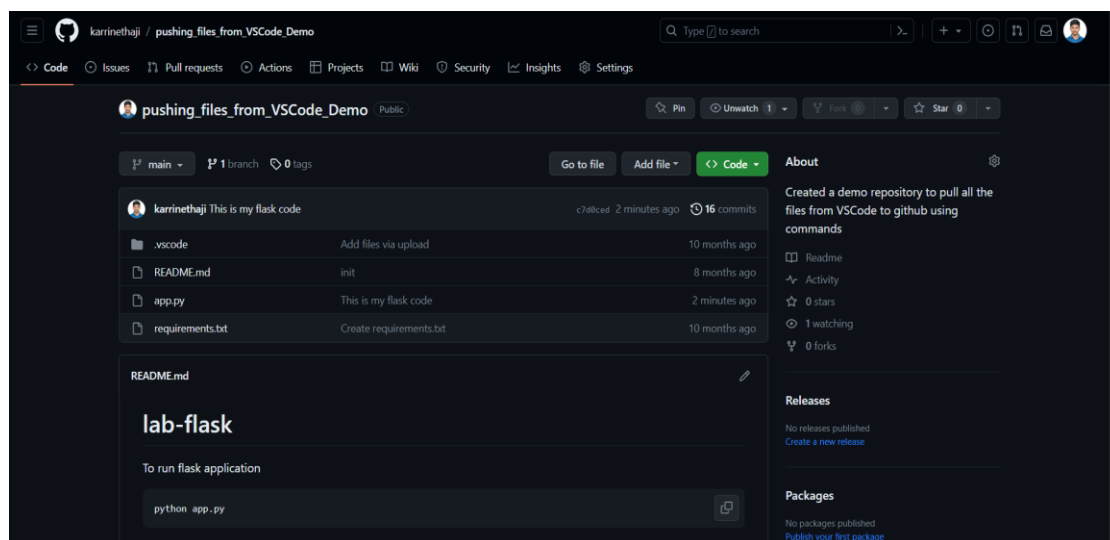 karrinethaji / pushing_files_from_VSCode_Demo
Type / to search
Code Issues Pull requests Actions Projects Wiki Security Insights Settings
pushing_files_from_VSCode_Demo Public
Pin Unwatch 1 Fork 0 Star 0
main 1 branch 0 tags Go to file Add file Code
karrinethaji This is my flask code c7d0ced 2 minutes ago 16 commits
.vscode Add files via upload 10 months ago
README.md init 8 months ago
app.py This is my flask code 2 minutes ago
requirements.txt Create requirements.txt 10 months ago
README.md
lab-flask
To run flask application
python app.py
About
Created a demo repository to pull all the
files from VSCode to github using
commands
Readme
Activity
0 stars
1 watching
0 forks
Releases
No releases published
Create a new release
Packages
No packages published
Publish your first package